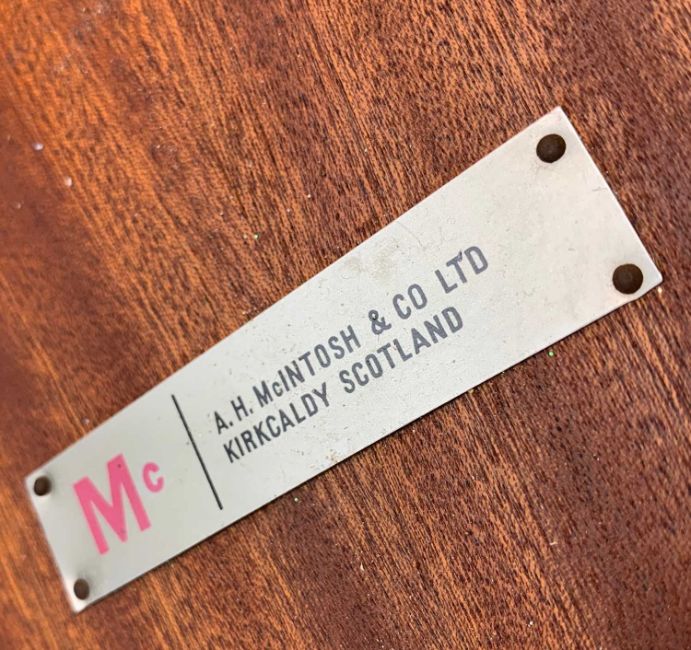 Mc
A. H. McINTOSH & CO LTD
KIRKCALDY SCOTLAND